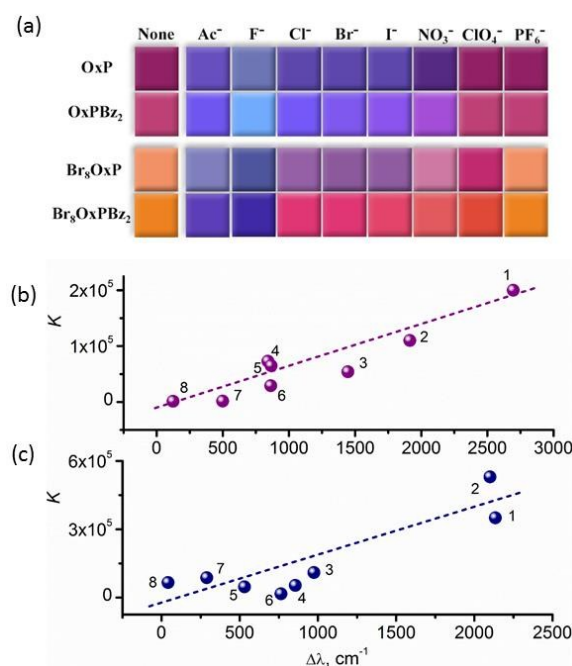 (a)
None Ac⁻ F⁻ Cl⁻ Br⁻ I⁻ NO₃⁻ ClO₄⁻ PF₆⁻
OxP
OxPBz₂
Br₈OxP
Br₈OxPBz₂
(b)
K
2x10⁵
1x10⁵
0
1
2
3
4
5
6
7
8
0 500 1000 1500 2000 2500 3000
(c)
K
6x10⁵
3x10⁵
0
2
1
3
4
5
6
7
8
0 500 1000 1500 2000 2500
Δλ, cm⁻¹